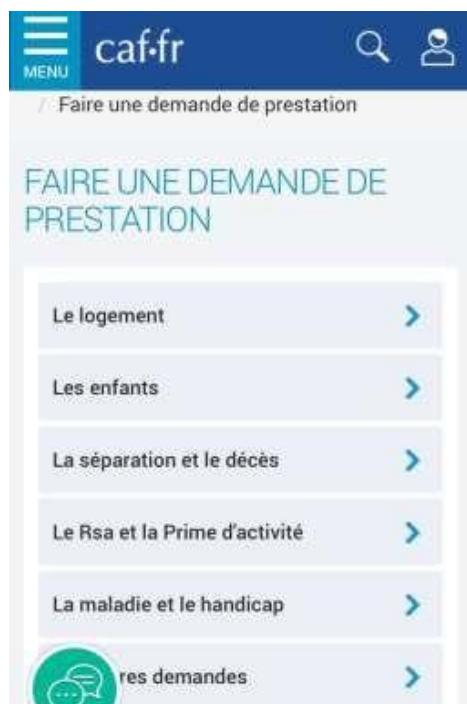 MENU
caf·fr
/ Faire une demande de prestation
FAIRE UNE DEMANDE DE
PRESTATION
Le logement
Les enfants
La séparation et le décès
Le Rsa et la Prime d'activité
La maladie et le handicap
res demandes